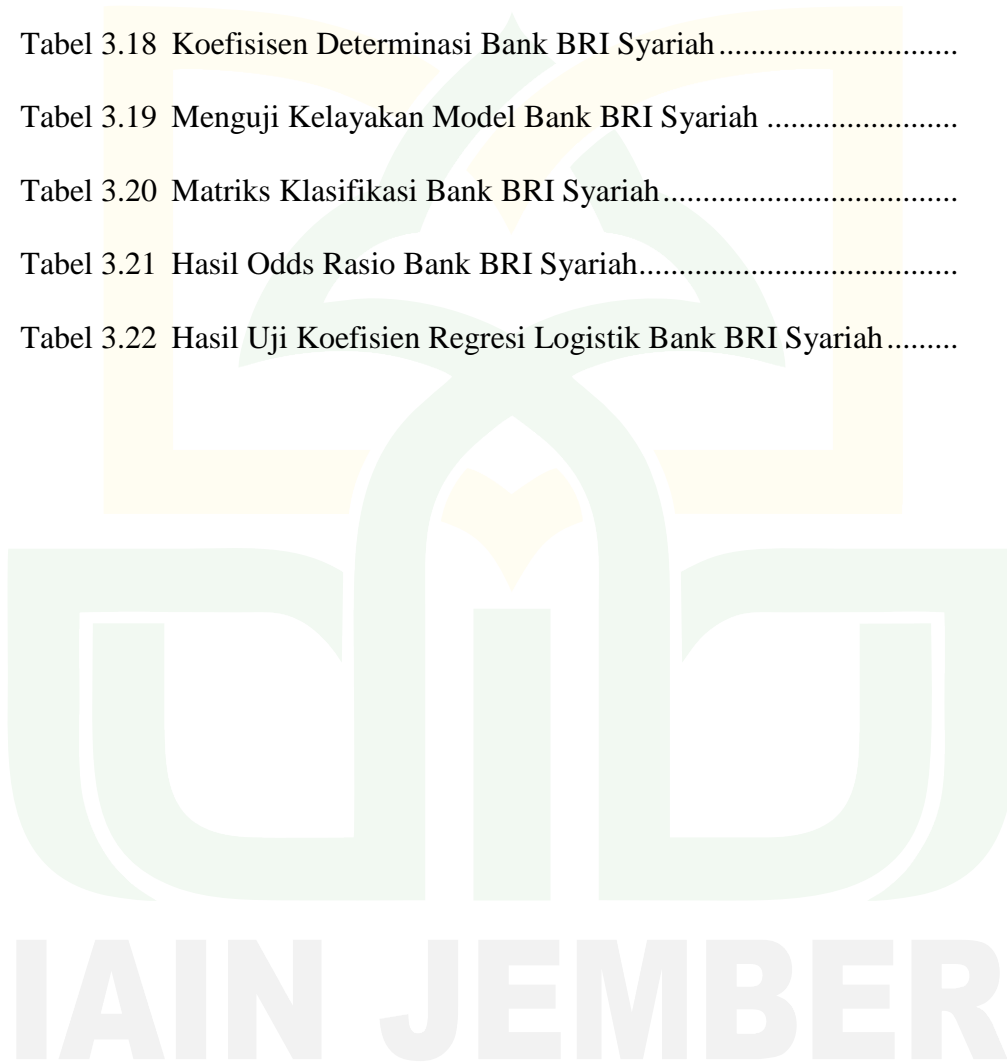 Tabel 3.18 Koefisisen Determinasi Bank BRI Syariah..............................
Tabel 3.19 Menguji Kelayakan Model Bank BRI Syariah ........................
Tabel 3.20 Matriks Klasifikasi Bank BRI Syariah.....................................
Tabel 3.21 Hasil Odds Rasio Bank BRI Syariah........................................
Tabel 3.22 Hasil Uji Koefisien Regresi Logistik Bank BRI Syariah.........
IAIN JEMBER